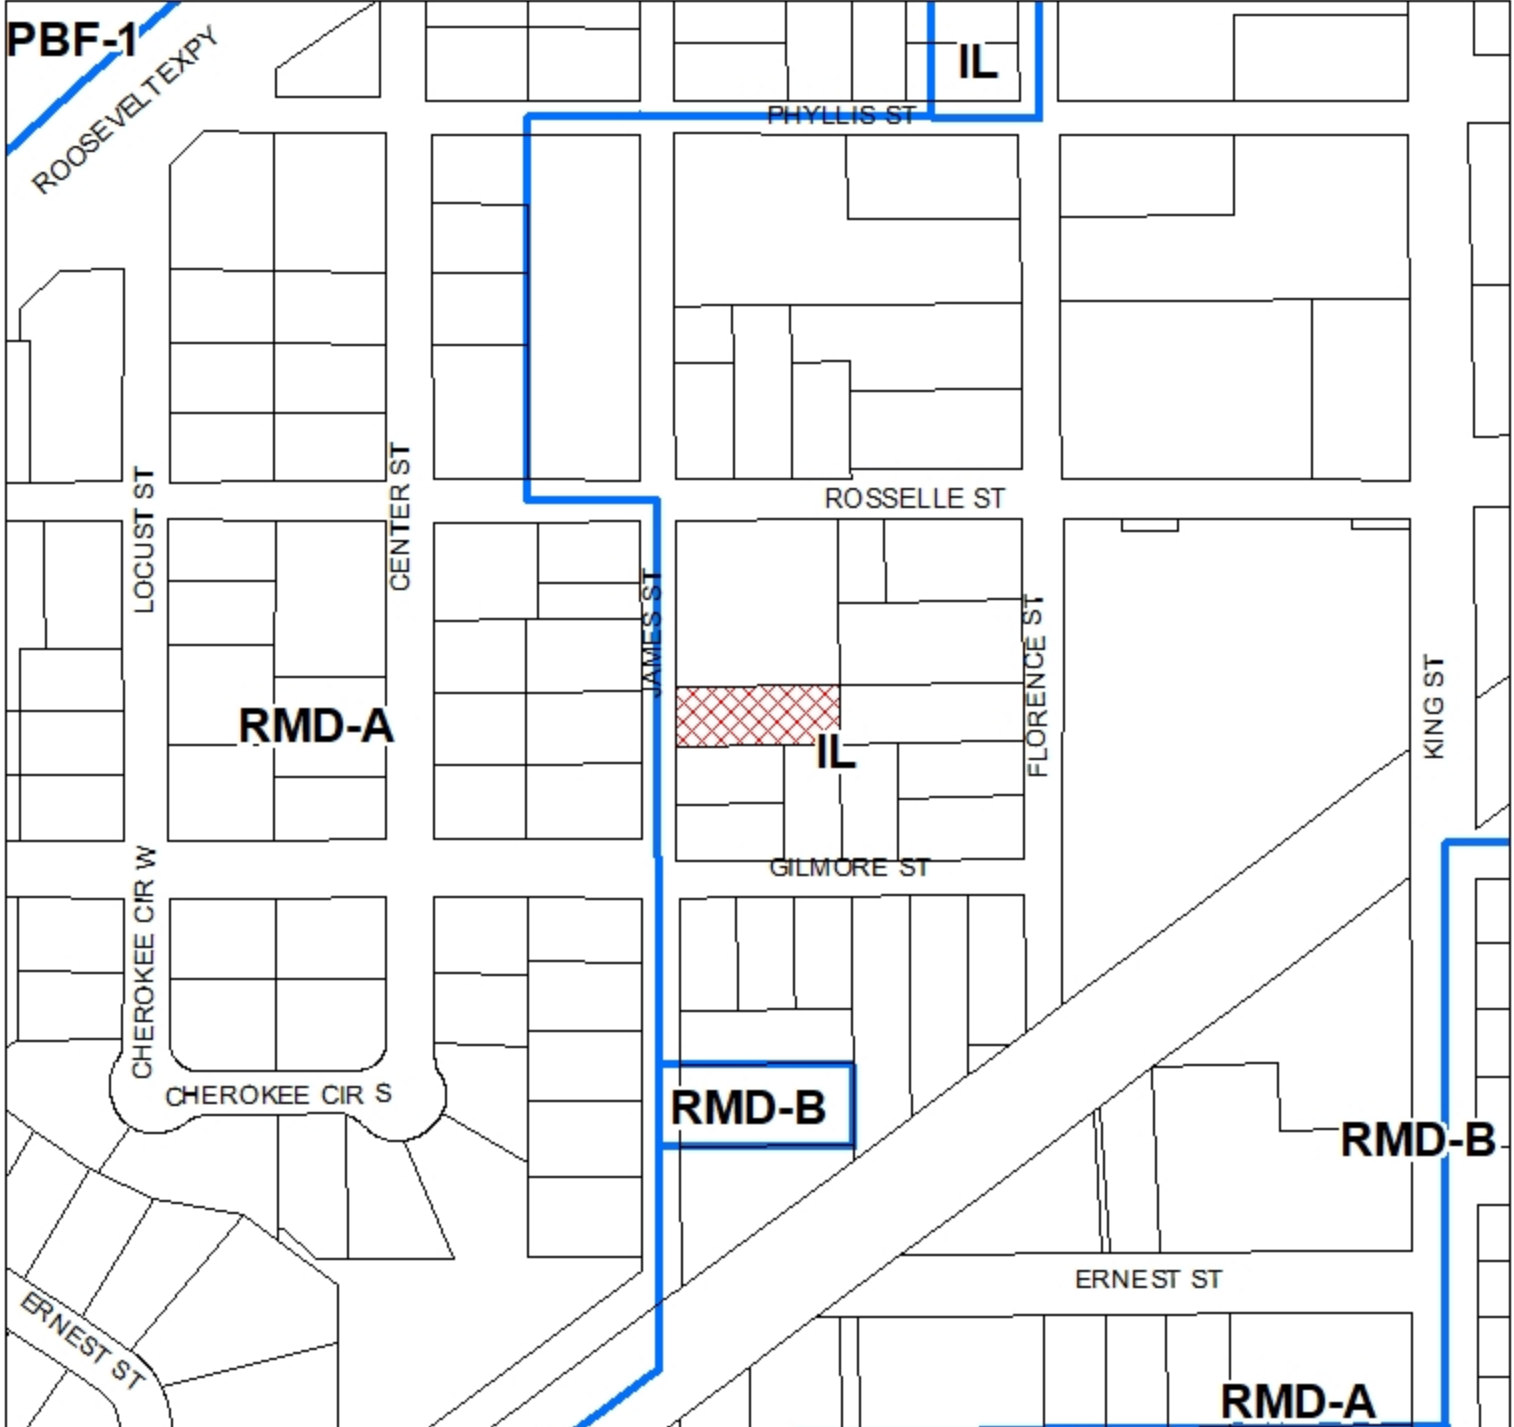 PBF-1
ROOSEVELT EXPY
IL
PHYLLIS ST
LOCUST ST
CENTER ST
ROSSELLE ST
JAMES ST
FLORENCE ST
KING ST
RMD-A
IL
GILMORE ST
CHEROKEE CIR W
CHEROKEE CIR S
RMD-B
RMD-B
ERNEST ST
ERNEST ST
RMD-A